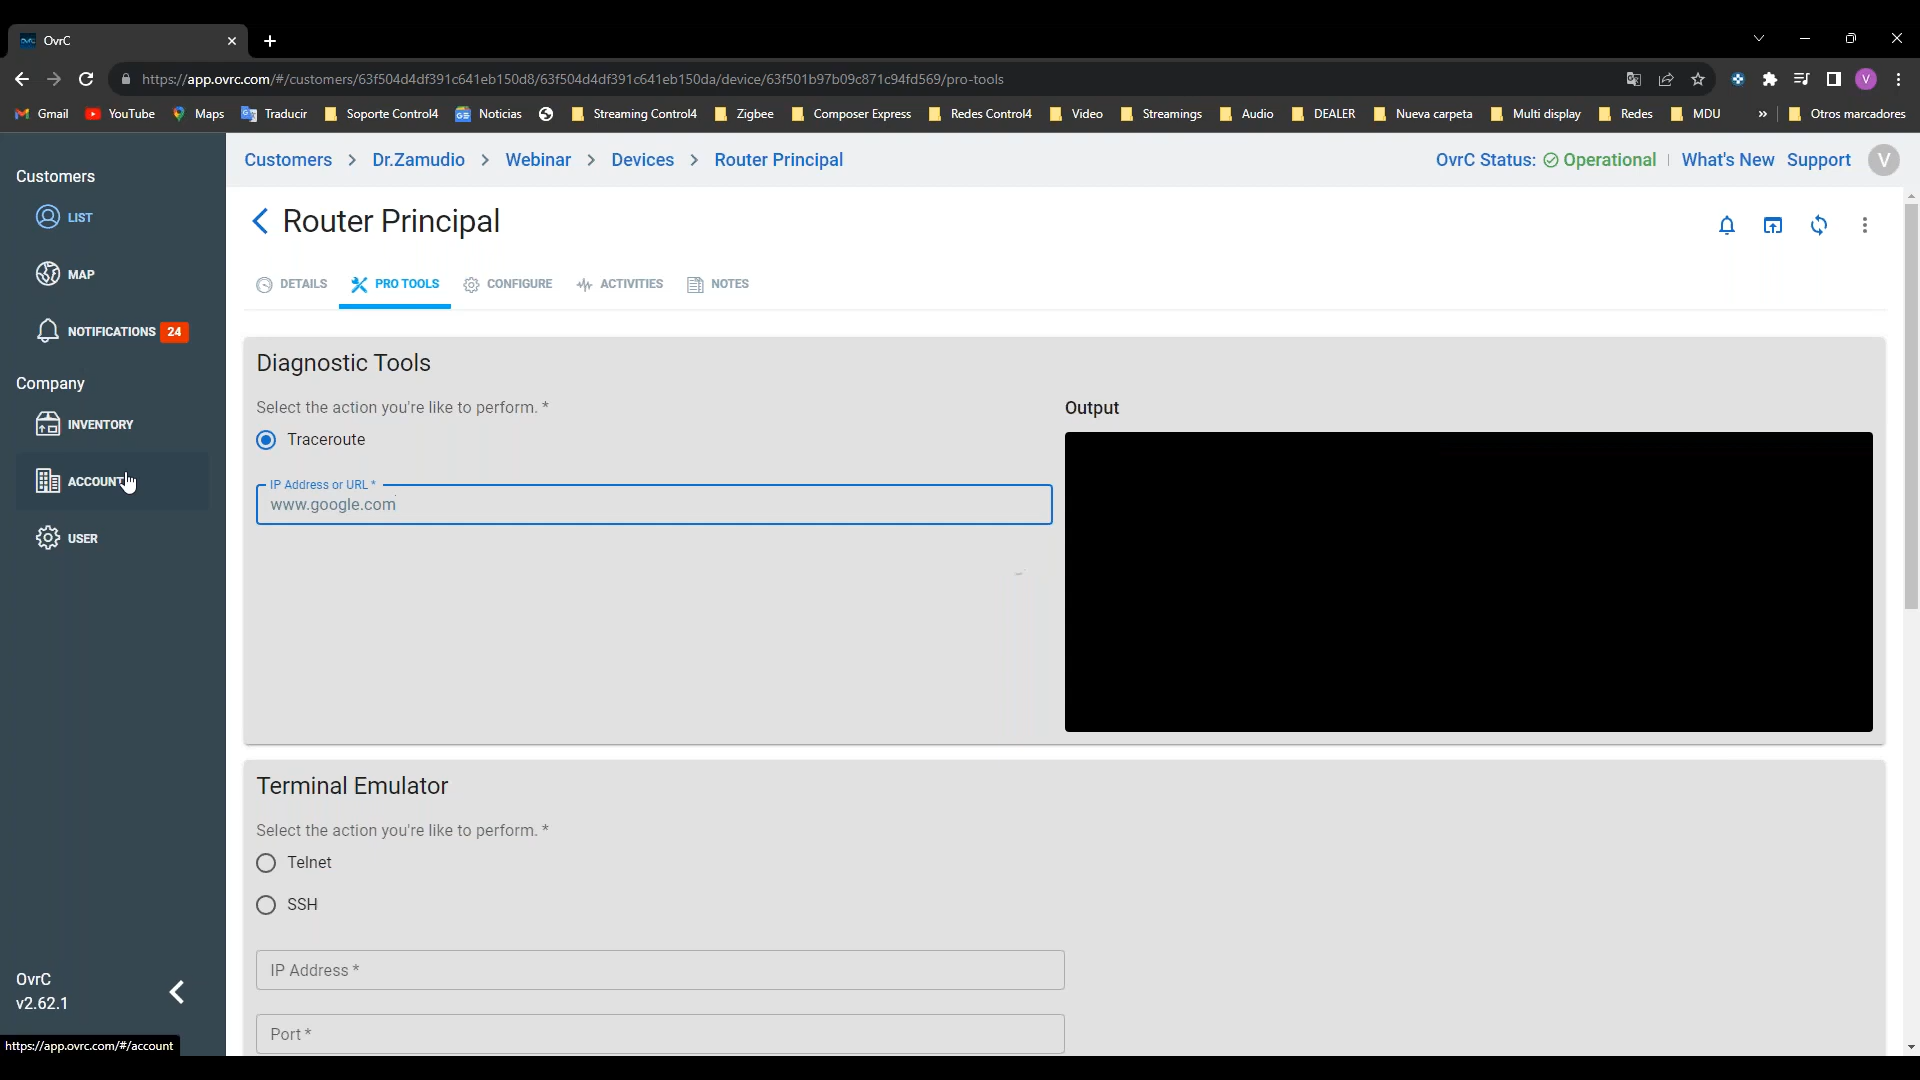 OvrC
https://app.ovrc.com/#/customers/63f504d4df391c641eb150d8/63f504d4df391c641eb150da/device/63f501b97b09c871c94fd569/pro-tools
V
Gmail YouTube Maps Traducir Soporte Control4 Noticias Streaming Control4 Zigbee Composer Express Redes Control4 Video Streamings Audio DEALER Nueva carpeta Multi display Redes MDU » Otros marcadores
Customers > Dr.Zamudio > Webinar > Devices > Router Principal
OvrC Status: Operational | What's New Support V
Customers
LIST
MAP
NOTIFICATIONS 24
Company
INVENTORY
ACCOUNT
USER
OvrC
v2.62.1
https://app.ovrc.com/#/account
Router Principal
DETAILS PRO TOOLS CONFIGURE ACTIVITIES NOTES
Diagnostic Tools
Select the action you're like to perform. *
Traceroute
IP Address or URL *
www.google.com
Output
Terminal Emulator
Select the action you're like to perform. *
Telnet
SSH
IP Address *
Port *